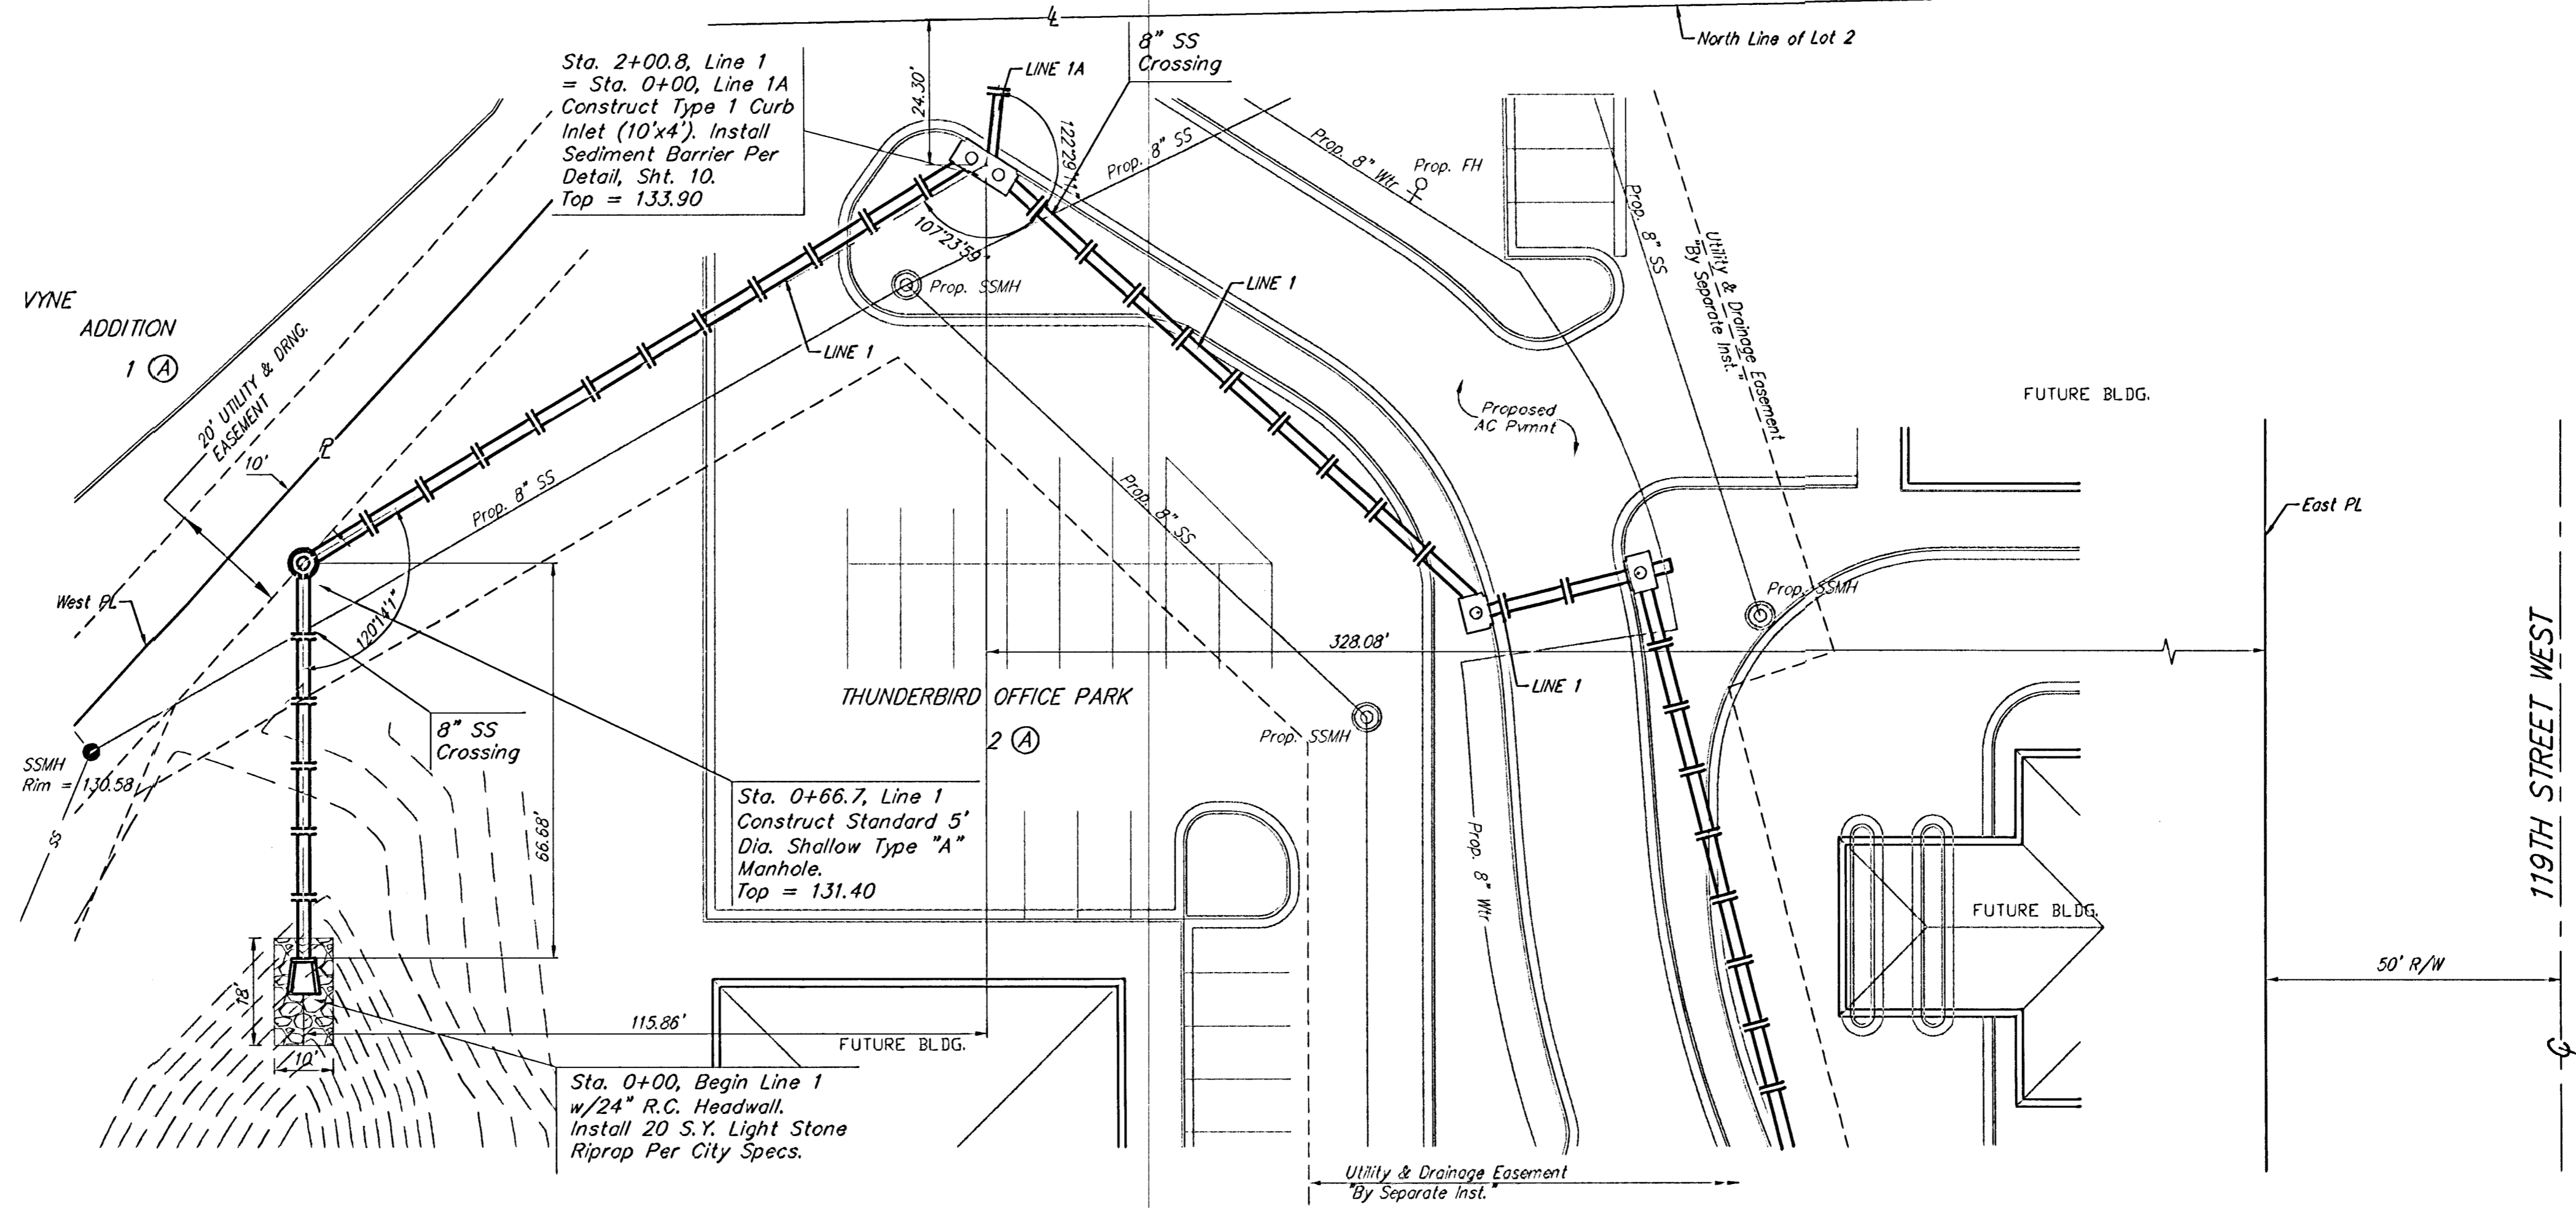 North Line of Lot 2
8" SS
Crossing
Sta. 2+00.8, Line 1
= Sta. 0+00, Line 1A
Construct Type 1 Curb
Inlet (10'x4'). Install
Sediment Barrier Per
Detail, Sht. 10.
Top = 133.90
24.30'
LINE 1A
Prop. 8" SS
Prop. 8" Wtr
Prop. FH
Prop. 8" SS
Utility & Drainage Easement
"By Separate Inst."
107°23'59"
Prop. SSMH
LINE 1
LINE 1
VYNE
ADDITION
1 A
20' UTILITY & DRNG.
EASEMENT
10'
PL
Proposed
AC Pvmnt
FUTURE BLDG.
Prop. 8" SS
Prop. 8" SS
East PL
West PL
120°14'1"
Prop. SSMH
328.08'
LINE 1
THUNDERBIRD OFFICE PARK
2 A
8" SS
Crossing
Prop. SSMH
SSMH
Rim = 130.58
SS
66.68'
Sta. 0+66.7, Line 1
Construct Standard 5'
Dia. Shallow Type "A"
Manhole.
Top = 131.40
Prop. 8" Wtr
119TH STREET WEST
FUTURE BLDG.
50' R/W
18'
10'
115.86'
FUTURE BLDG.
Sta. 0+00, Begin Line 1
w/24" R.C. Headwall.
Install 20 S.Y. Light Stone
Riprap Per City Specs.
Utility & Drainage Easement
"By Separate Inst."